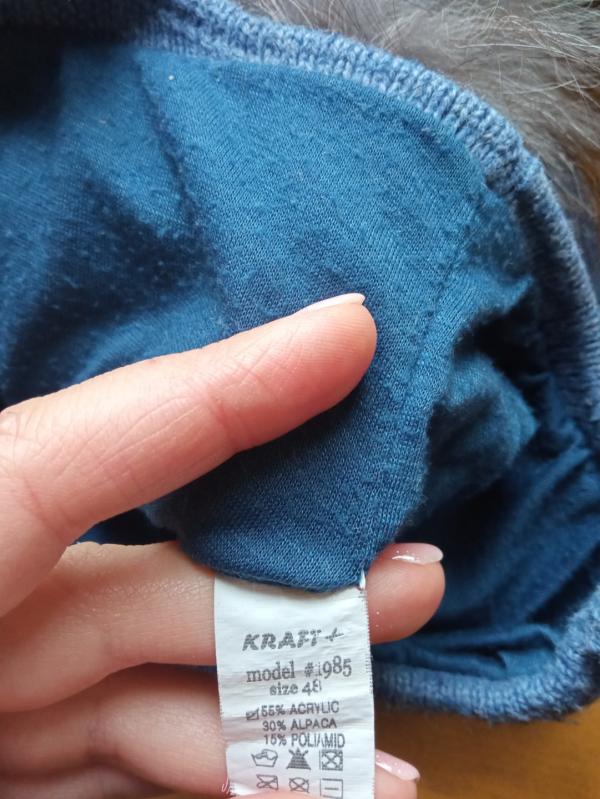 KRAFT+
model #1985
size 48
55% ACRYLIC
30% ALPACA
15% POLIAMID